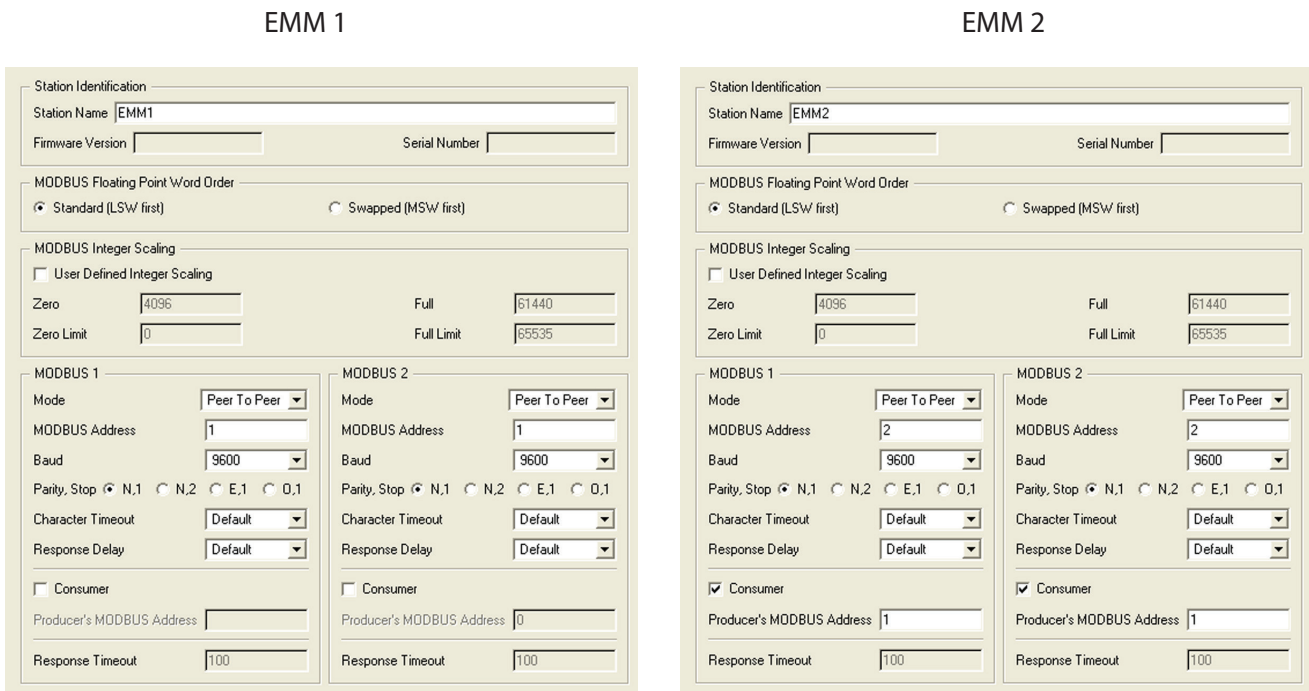 EMM 1
Station Identification
Station Name EMM1
Firmware Version Serial Number
MODBUS Floating Point Word Order
Standard (LSW first) Swapped (MSW first)
MODBUS Integer Scaling
User Defined Integer Scaling
Zero 4096 Full 61440
Zero Limit 0 Full Limit 65535
MODBUS 1
Mode Peer To Peer
MODBUS Address 1
Baud 9600
Parity, Stop N,1 N,2 E,1 O,1
Character Timeout Default
Response Delay Default
Consumer
Producer's MODBUS Address
Response Timeout 100
MODBUS 2
Mode Peer To Peer
MODBUS Address 1
Baud 9600
Parity, Stop N,1 N,2 E,1 O,1
Character Timeout Default
Response Delay Default
Consumer
Producer's MODBUS Address 0
Response Timeout 100
EMM 2
Station Identification
Station Name EMM2
Firmware Version Serial Number
MODBUS Floating Point Word Order
Standard (LSW first) Swapped (MSW first)
MODBUS Integer Scaling
User Defined Integer Scaling
Zero 4096 Full 61440
Zero Limit 0 Full Limit 65535
MODBUS 1
Mode Peer To Peer
MODBUS Address 2
Baud 9600
Parity, Stop N,1 N,2 E,1 O,1
Character Timeout Default
Response Delay Default
Consumer
Producer's MODBUS Address 1
Response Timeout 100
MODBUS 2
Mode Peer To Peer
MODBUS Address 2
Baud 9600
Parity, Stop N,1 N,2 E,1 O,1
Character Timeout Default
Response Delay Default
Consumer
Producer's MODBUS Address 1
Response Timeout 100